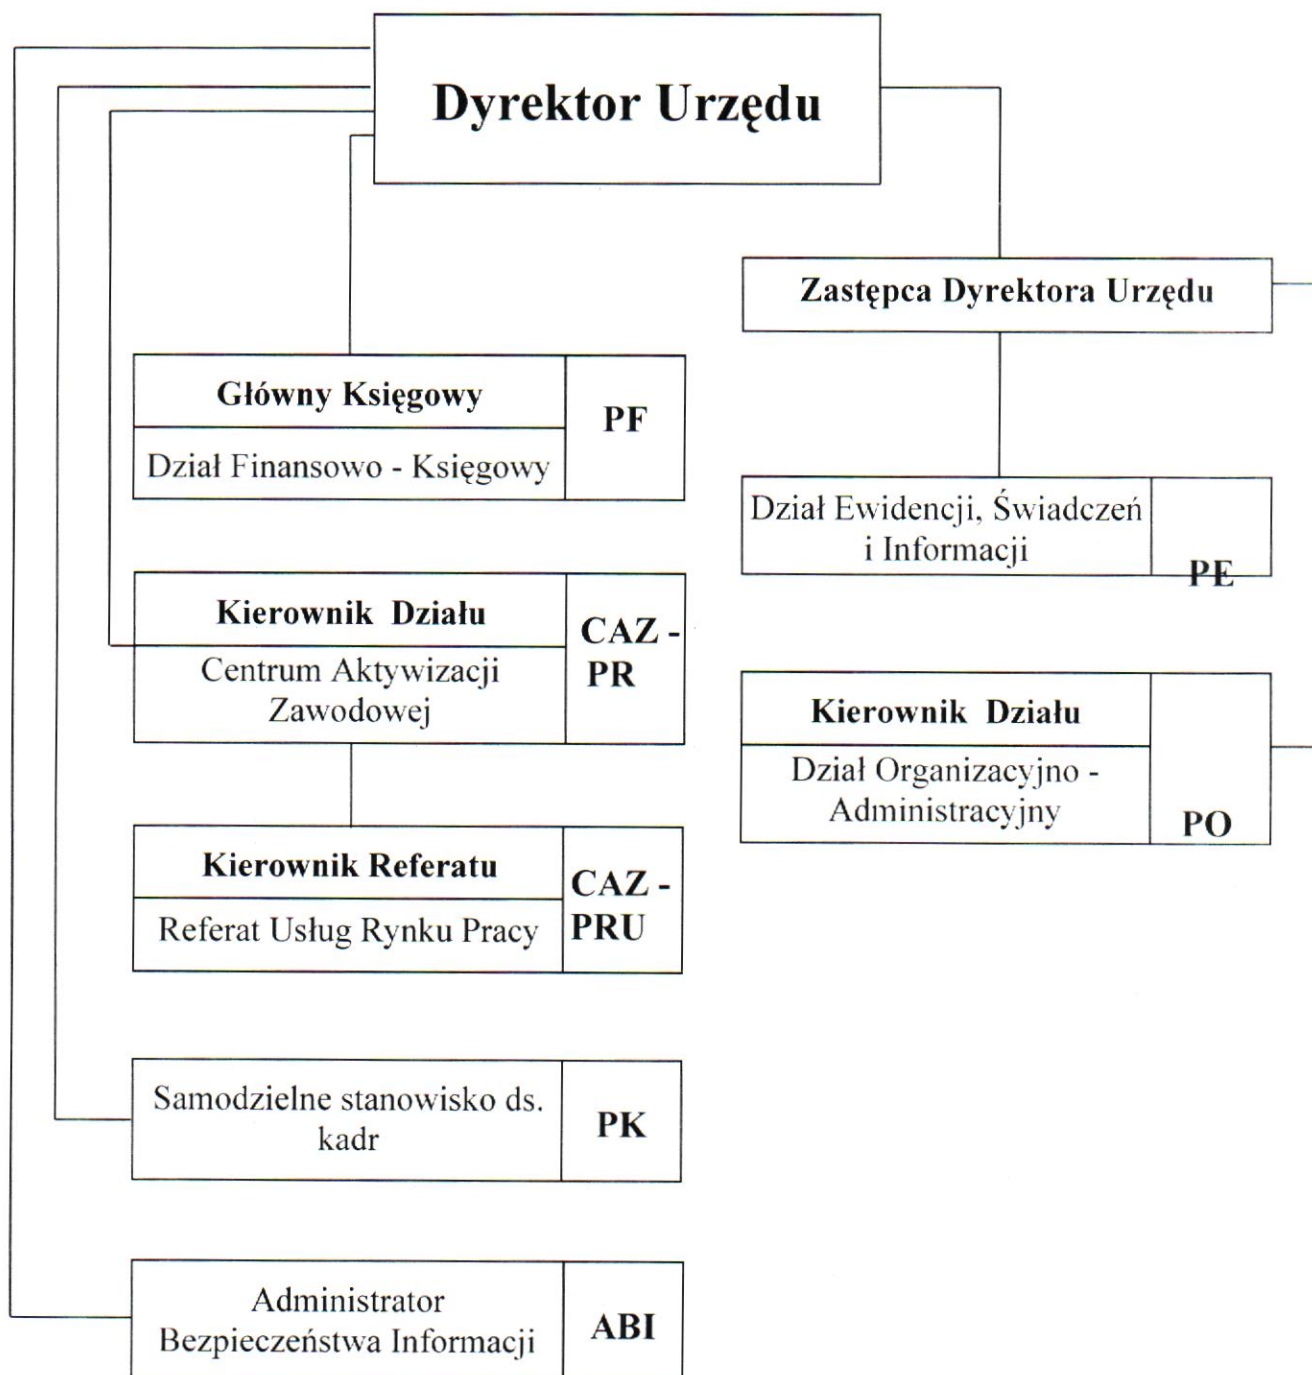 Dyrektor Urzędu
Zastępca Dyrektora Urzędu
Główny Księgowy
PF
Dział Finansowo - Księgowy
Dział Ewidencji, Świadczeń
i Informacji
PE
Kierownik Działu
CAZ -
PR
Centrum Aktywizacji
Zawodowej
Kierownik Działu
Dział Organizacyjno -
Administracyjny
PO
Kierownik Referatu
CAZ -
PRU
Referat Usług Rynku Pracy
Samodzielne stanowisko ds.
kadr
PK
Administrator
Bezpieczeństwa Informacji
ABI